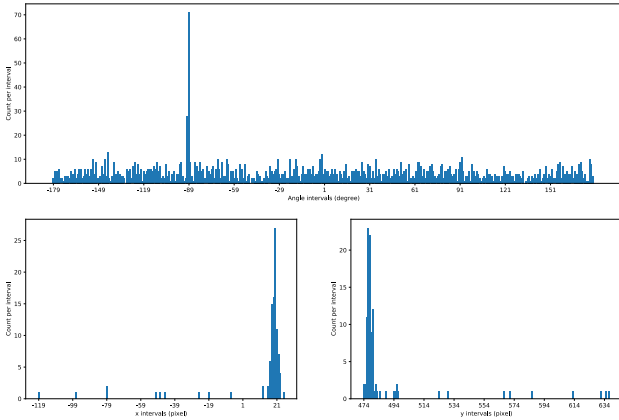 70
60
50
40
30
20
10
0
Count per interval
-179 -149 -119 -89 -59 -29 1 31 61 91 121 151
Angle intervals (degree)
25
20
15
10
5
0
Count per interval
-119 -99 -79 -59 -39 -19 1 21
x intervals (pixel)
20
15
10
5
0
Count per interval
474 494 514 534 554 574 594 614 634
y intervals (pixel)